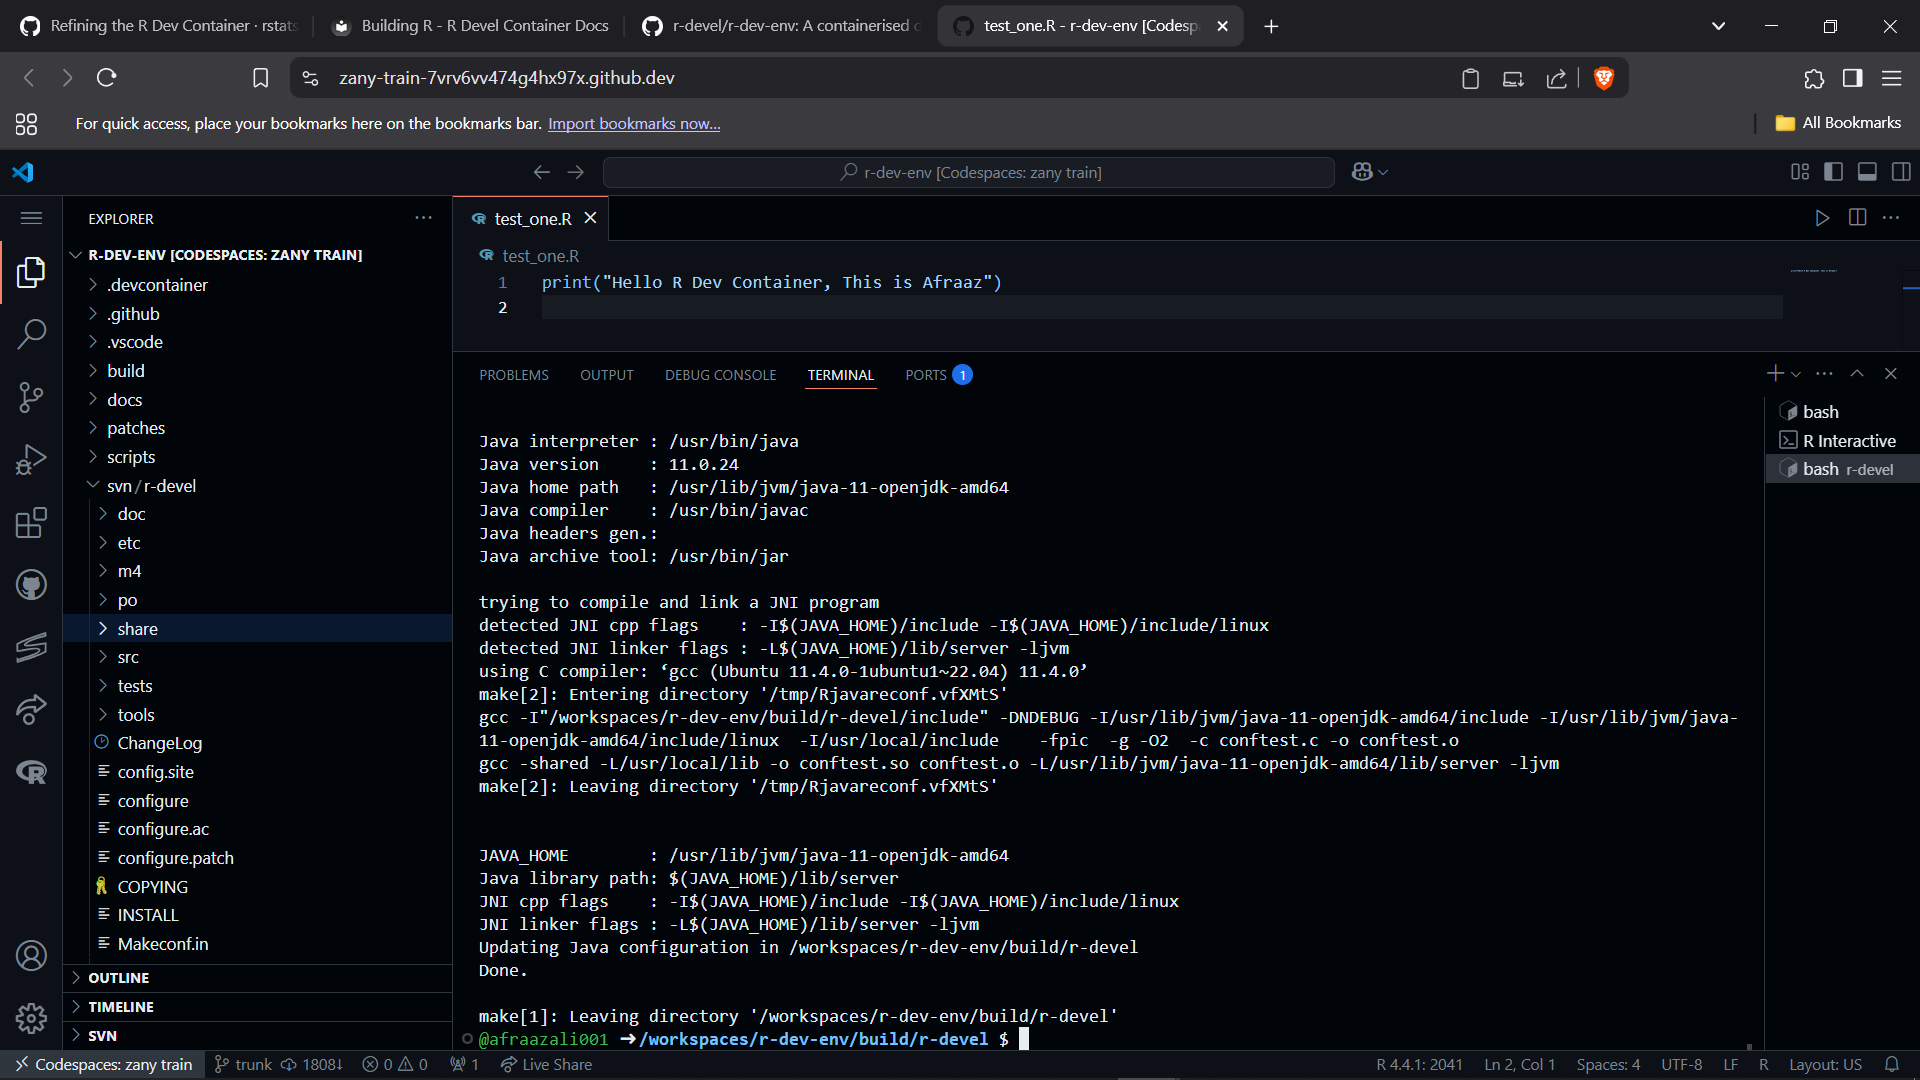 Refining the R Dev Container · rstats
Building R - R Devel Container Docs
r-devel/r-dev-env: A containerised
test_one.R - r-dev-env [Codesp
zany-train-7vrv6vv474g4hx97x.github.dev
For quick access, place your bookmarks here on the bookmarks bar. Import bookmarks now...
All Bookmarks
r-dev-env [Codespaces: zany train]
EXPLORER
R-DEV-ENV [CODESPACES: ZANY TRAIN]
.devcontainer
.github
.vscode
build
docs
patches
scripts
svn/r-devel
doc
etc
m4
po
share
src
tests
tools
ChangeLog
config.site
configure
configure.ac
configure.patch
COPYING
INSTALL
Makeconf.in
OUTLINE
TIMELINE
SVN
test_one.R
test_one.R
1 print("Hello R Dev Container, This is Afraaz")
2
PROBLEMS OUTPUT DEBUG CONSOLE TERMINAL PORTS 1
Java interpreter : /usr/bin/java
Java version     : 11.0.24
Java home path   : /usr/lib/jvm/java-11-openjdk-amd64
Java compiler    : /usr/bin/javac
Java headers gen.:
Java archive tool: /usr/bin/jar
trying to compile and link a JNI program
detected JNI cpp flags    : -I$(JAVA_HOME)/include -I$(JAVA_HOME)/include/linux
detected JNI linker flags : -L$(JAVA_HOME)/lib/server -ljvm
using C compiler: ‘gcc (Ubuntu 11.4.0-1ubuntu1~22.04) 11.4.0’
make[2]: Entering directory '/tmp/Rjavareconf.vfXMtS'
gcc -I"/workspaces/r-dev-env/build/r-devel/include" -DNDEBUG -I/usr/lib/jvm/java-11-openjdk-amd64/include -I/usr/lib/jvm/java-
11-openjdk-amd64/include/linux  -I/usr/local/include    -fpic  -g -O2  -c conftest.c -o conftest.o
gcc -shared -L/usr/local/lib -o conftest.so conftest.o -L/usr/lib/jvm/java-11-openjdk-amd64/lib/server -ljvm
make[2]: Leaving directory '/tmp/Rjavareconf.vfXMtS'
JAVA_HOME        : /usr/lib/jvm/java-11-openjdk-amd64
Java library path: $(JAVA_HOME)/lib/server
JNI cpp flags    : -I$(JAVA_HOME)/include -I$(JAVA_HOME)/include/linux
JNI linker flags : -L$(JAVA_HOME)/lib/server -ljvm
Updating Java configuration in /workspaces/r-dev-env/build/r-devel
Done.
make[1]: Leaving directory '/workspaces/r-dev-env/build/r-devel'
@afraazali001 ➜/workspaces/r-dev-env/build/r-devel $
bash
R Interactive
bash r-devel
Codespaces: zany train trunk 1808↓ 0 0 1 Live Share R 4.4.1: 2041 Ln 2, Col 1 Spaces: 4 UTF-8 LF R Layout: US